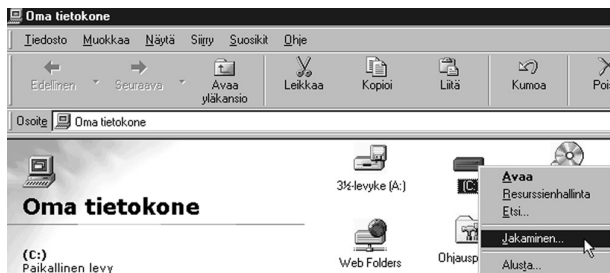 Oma tietokone
Tiedosto Muokkaa Näytä Siirry Suosikit Ohje
Edellinen Seuraava Avaa yläkansio Leikkaa Kopioi Liitä Kumoa
Osoite Oma tietokone
3½-levyke (A:)
(C:)
Oma tietokone
(C:)
Paikallinen levy
Web Folders
Avaa
Resurssienhallinta
Etsi...
Jakaminen...
Alusta...